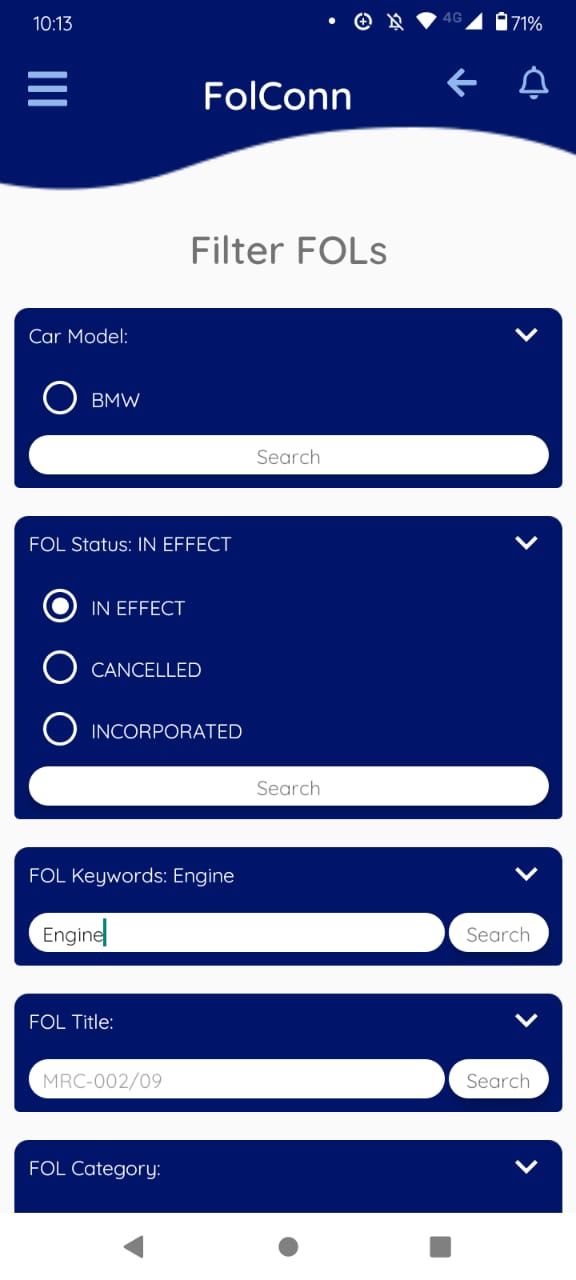 10:13
4G
71%
FolConn
Filter FOLs
Car Model:
BMW
Search
FOL Status: IN EFFECT
IN EFFECT
CANCELLED
INCORPORATED
Search
FOL Keywords: Engine
Engine
Search
FOL Title:
MRC-002/09
Search
FOL Category: